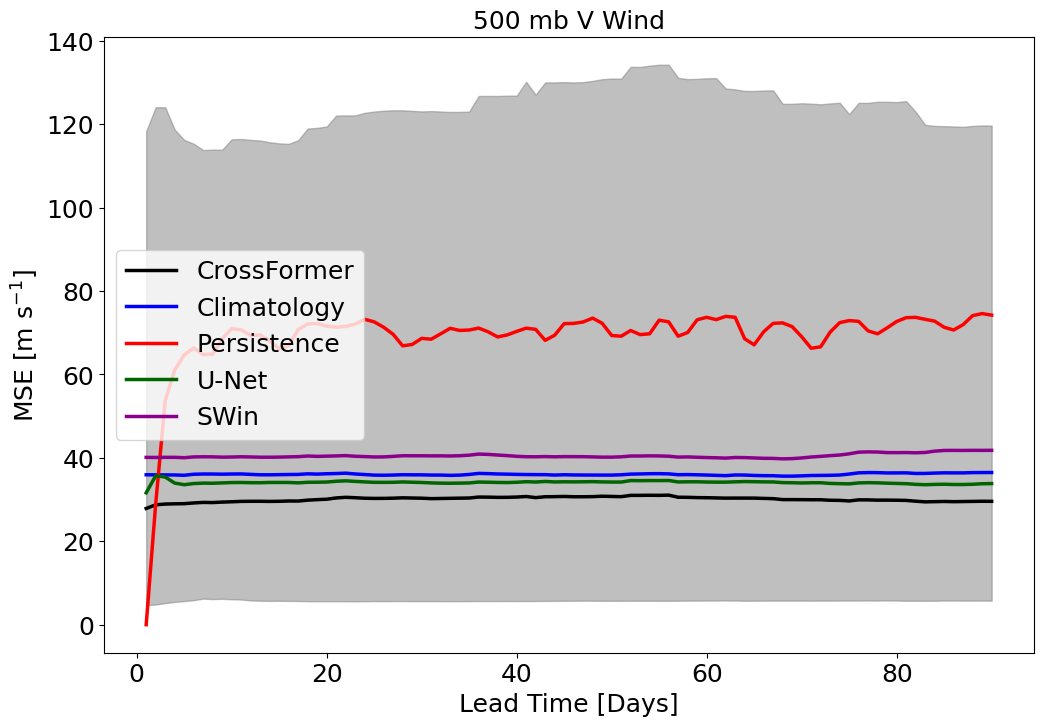 500 mb V Wind
140
120
100
80
60
40
20
0
MSE [m s⁻¹]
CrossFormer
Climatology
Persistence
U-Net
SWin
0 20 40 60 80
Lead Time [Days]